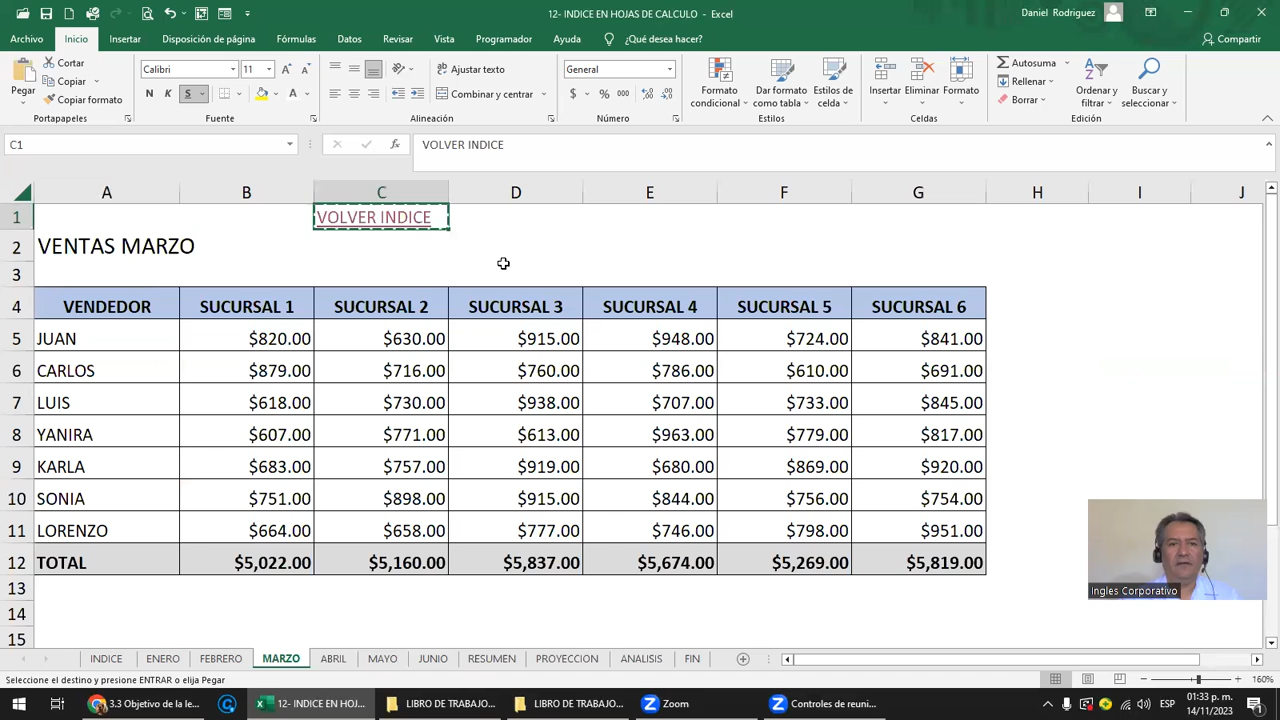 12- INDICE EN HOJAS DE CALCULO - Excel
Daniel Rodriguez
Archivo Inicio Insertar Disposición de página Fórmulas Datos Revisar Vista Programador Ayuda ¿Qué desea hacer? Compartir
Pegar
Cortar
Copiar
Copiar formato
Portapapeles
Calibri 11
N K S
Fuente
Ajustar texto
Combinar y centrar
Alineación
General
$ % 000
Número
Formato condicional
Dar formato como tabla
Estilos de celda
Estilos
Insertar Eliminar Formato
Celdas
Autosuma
Rellenar
Borrar
Ordenar y filtrar
Buscar y seleccionar
Edición
C1 fx VOLVER INDICE
A B C D E F G H I J
1 VOLVER INDICE
2 VENTAS MARZO
3
4 VENDEDOR SUCURSAL 1 SUCURSAL 2 SUCURSAL 3 SUCURSAL 4 SUCURSAL 5 SUCURSAL 6
5 JUAN $820.00 $630.00 $915.00 $948.00 $724.00 $841.00
6 CARLOS $879.00 $716.00 $760.00 $786.00 $610.00 $691.00
7 LUIS $618.00 $730.00 $938.00 $707.00 $733.00 $845.00
8 YANIRA $607.00 $771.00 $613.00 $963.00 $779.00 $817.00
9 KARLA $683.00 $757.00 $919.00 $680.00 $869.00 $920.00
10 SONIA $751.00 $898.00 $915.00 $844.00 $756.00 $754.00
11 LORENZO $664.00 $658.00 $777.00 $746.00 $798.00 $951.00
12 TOTAL $5,022.00 $5,160.00 $5,837.00 $5,674.00 $5,269.00 $5,819.00
13
14
15
Ingles Corporativo
INDICE ENERO FEBRERO MARZO ABRIL MAYO JUNIO RESUMEN PROYECCION ANALISIS FIN
Seleccione el destino y presione ENTRAR o elija Pegar
160%
3.3 Objetivo de la le...
12- INDICE EN HOJ...
LIBRO DE TRABAJO...
LIBRO DE TRABAJO...
Zoom
Controles de reuni...
ESP
01:33 p. m.
14/11/2023